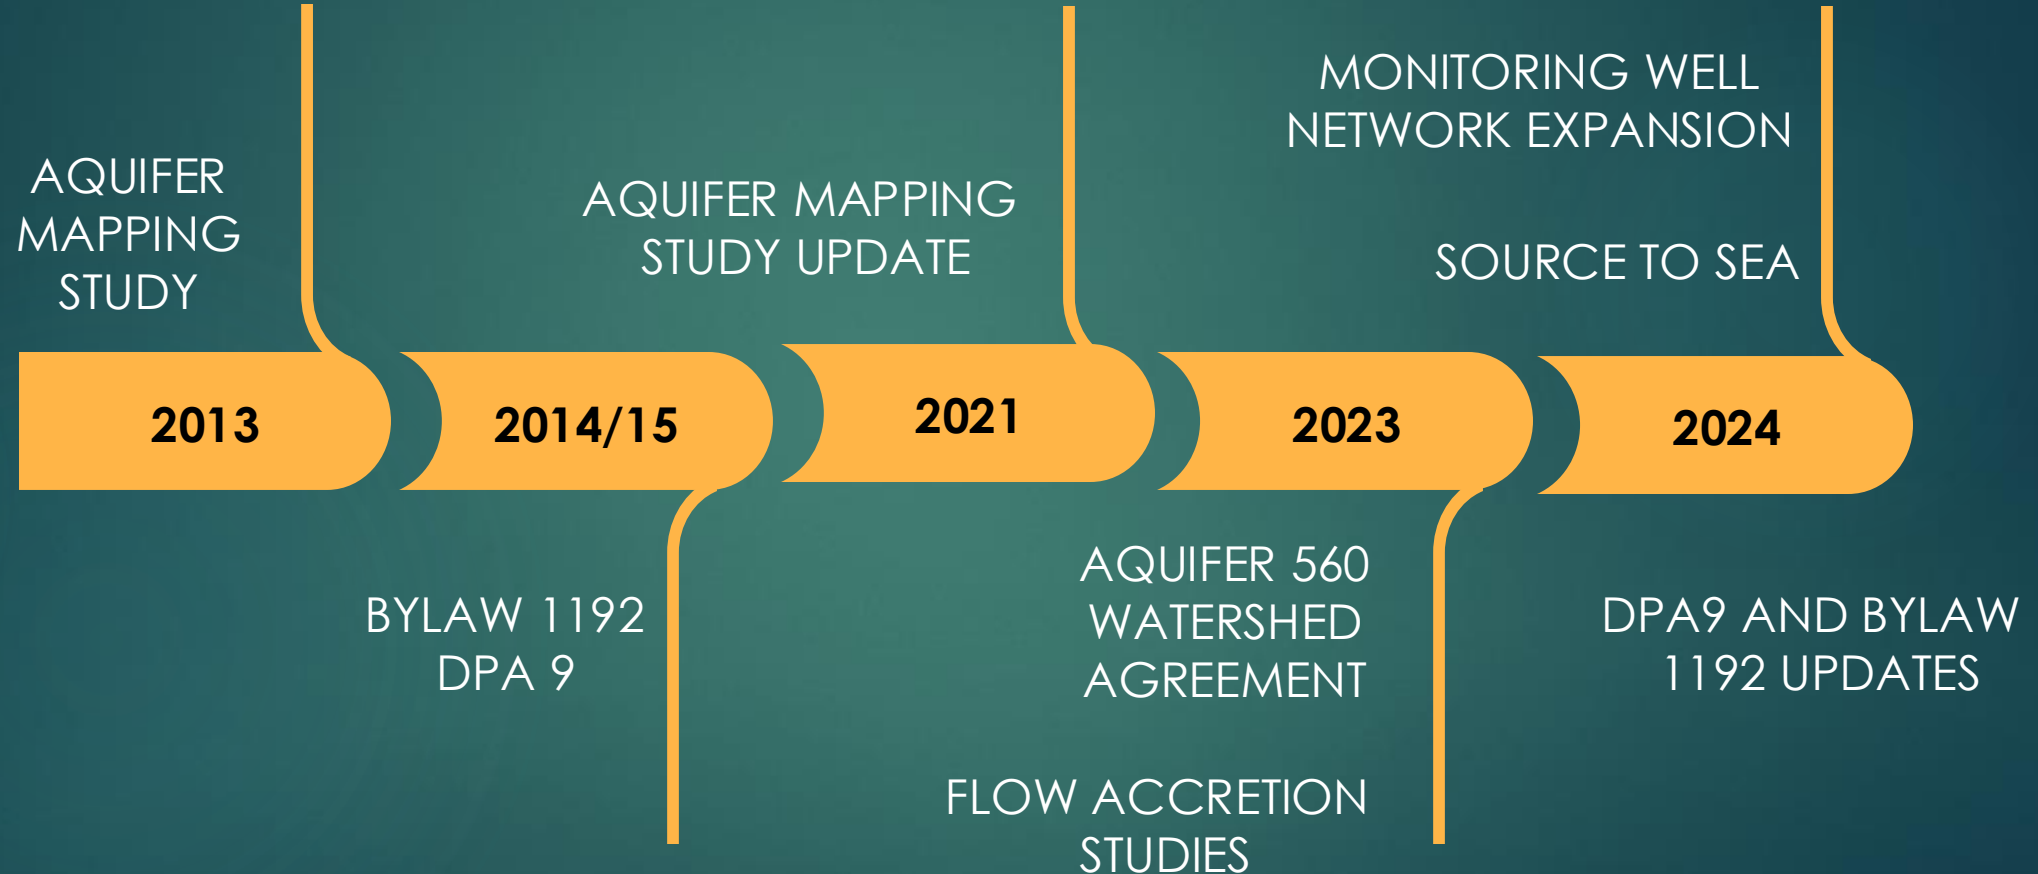 AQUIFER
MAPPING
STUDY
AQUIFER MAPPING
STUDY UPDATE
MONITORING WELL
NETWORK EXPANSION
SOURCE TO SEA
2013
2014/15
2021
2023
2024
BYLAW 1192
DPA 9
AQUIFER 560
WATERSHED
AGREEMENT
FLOW ACCRETION
STUDIES
DPA9 AND BYLAW
1192 UPDATES